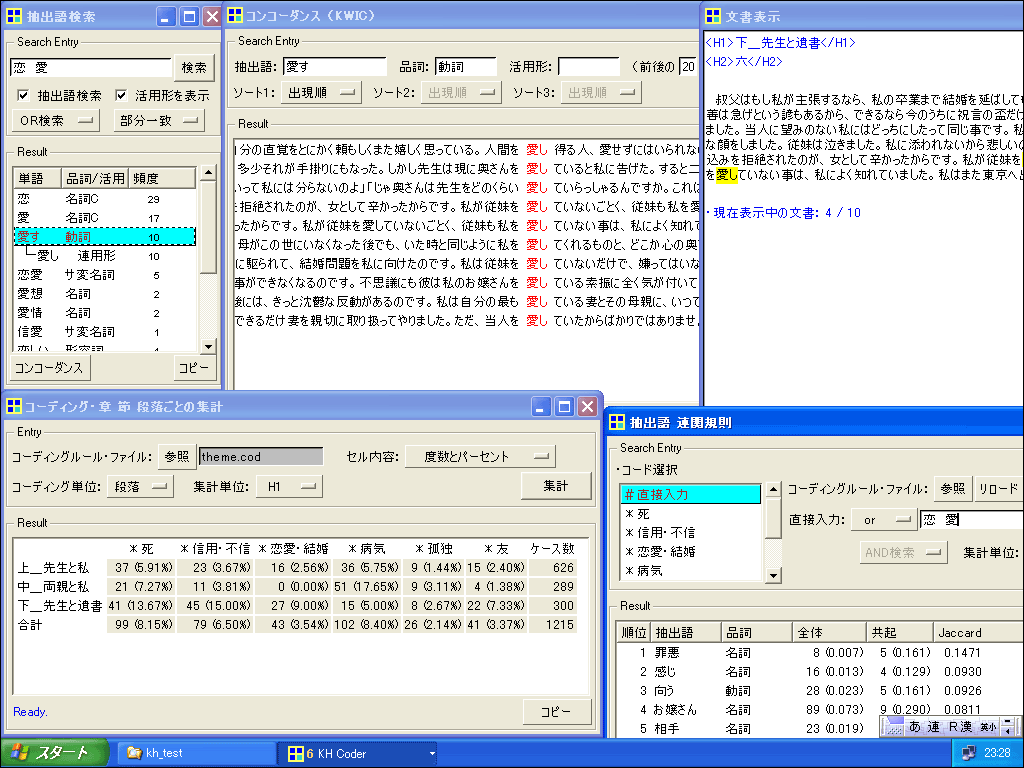 抽出語検索
Search Entry
恋 愛
検索
抽出語検索 活用形を表示
OR検索 部分一致
Result
単語 品詞/活用 頻度
恋 名詞C 29
愛 名詞C 17
愛す 動詞 10
愛し 連用形 10
恋愛 サ変名詞 5
愛想 名詞 2
愛情 名詞 2
信愛 サ変名詞 1
コンコーダンス コピー
コンコーダンス（KWIC）
Search Entry
抽出語: 愛す 品詞: 動詞 活用形: （前後の 20
ソート1: 出現順 ソート2: 出現順 ソート3: 出現順
Result
分の直覚をとにかく頼もしくまた嬉しく思っている。人間を 愛し 得る人、愛せずにはいられな
多少それが手掛りにもなった。しかし先生は現に奥さんを 愛し ていると私に告げた。すると二
いって私には分らないのよ」「じゃ奥さんは先生をどのくらい 愛し ていらっしゃるんですか。これは
拒絶されたのが、女として辛かったからです。私が従妹を 愛し ていないごとく、従妹も私を愛
ったからです。私が従妹を愛していないごとく、従妹も私を 愛し ていない事は、私によく知れて
母がこの世にいなくなった後でも、いた時と同じように私を 愛し てくれるものと、どこか心の奥
に駆られて、結婚問題を私に向けたのです。私は従妹を 愛し ていないだけで、嫌ってはいな
事ができなくなるのです。不思議にも彼は私のお嬢さんを 愛し ている素振に全く気が付いて
後には、きっと沈鬱な反動があるのです。私は自分の最も 愛し ている妻とその母親に、いつ
できるだけ妻を親切に取り扱ってやりました。ただ、当人を 愛し ていたからばかりではありませ
文書表示
<H1>下__先生と遺書</H1>
<H2>六</H2>
叔父はもし私が主張するなら、私の卒業まで結婚を延ばしても
善は急げという諺もあるから、できるなら今のうちに祝言の盃だけ
ました。当人に望みのない私にはどっちにしたって同じ事です。私
な顔をしました。従妹は泣きました。私に添われないから悲しいの
込みを拒絶されたのが、女として辛かったからです。私が従妹を
を愛していない事は、私によく知れていました。私はまた東京へ出
・現在表示中の文書: 4 / 10
コーディング・章 節 段落ごとの集計
Entry
コーディングルール・ファイル: 参照 theme.cod セル内容: 度数とパーセント
コーディング単位: 段落 集計単位: H1 集計
Result
＊死 ＊信用・不信 ＊恋愛・結婚 ＊病気 ＊孤独 ＊友 ケース数
上__先生と私 37 (5.91%) 23 (3.67%) 16 (2.56%) 36 (5.75%) 9 (1.44%) 15 (2.40%) 626
中__両親と私 21 (7.27%) 11 (3.81%) 0 (0.00%) 51 (17.65%) 9 (3.11%) 4 (1.38%) 289
下__先生と遺書 41 (13.67%) 45 (15.00%) 27 (9.00%) 15 (5.00%) 8 (2.67%) 22 (7.33%) 300
合計 99 (8.15%) 79 (6.50%) 43 (3.54%) 102 (8.40%) 26 (2.14%) 41 (3.37%) 1215
Ready.
コピー
抽出語 連関規則
Search Entry
・コード選択
＃直接入力
＊死
＊信用・不信
＊恋愛・結婚
＊病気
コーディングルール・ファイル: 参照 リロード
直接入力: or 恋 愛
AND検索 集計単位:
Result
順位 抽出語 品詞 全体 共起 Jaccard
1 罪悪 名詞 8 (0.007) 5 (0.161) 0.1471
2 感じ 名詞 16 (0.013) 4 (0.129) 0.0930
3 向う 動詞 28 (0.023) 5 (0.161) 0.0926
4 お嬢さん 名詞 89 (0.073) 9 (0.290) 0.0811
5 相手 名詞 23 (0.019)
あ 連 R漢 英小
スタート kh_test 6 KH Coder 23:28